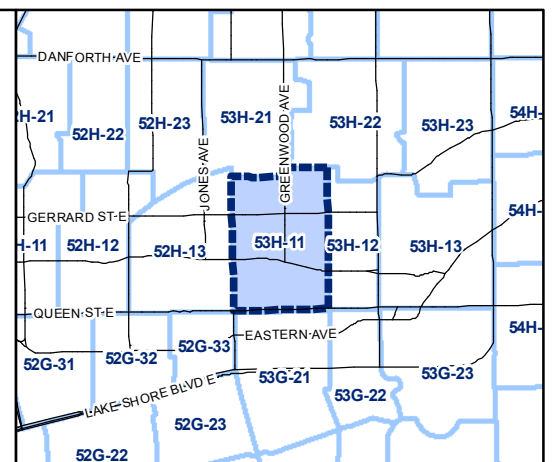 DANFORTH AVE
H-21
52H-22
52H-23
53H-21
53H-22
53H-23
54H-
JONES AVE
GREENWOOD AVE
GERRARD ST E
H-11
52H-12
52H-13
53H-11
53H-12
53H-13
54H-
QUEEN ST E
EASTERN AVE
54H-
52G-31
52G-32
52G-33
53G-21
53G-22
53G-23
LAKE SHORE BLVD E
52G-23
52G-22